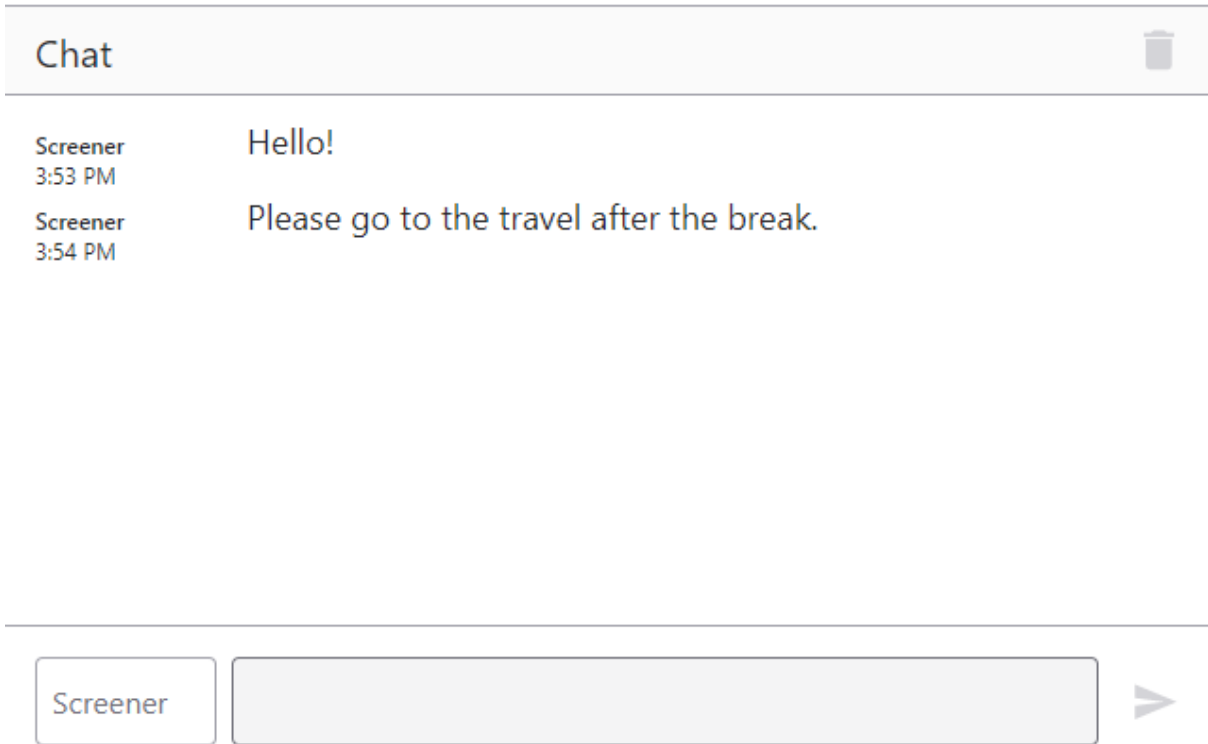 Chat
Screener
3:53 PM
Hello!
Screener
3:54 PM
Please go to the travel after the break.
Screener